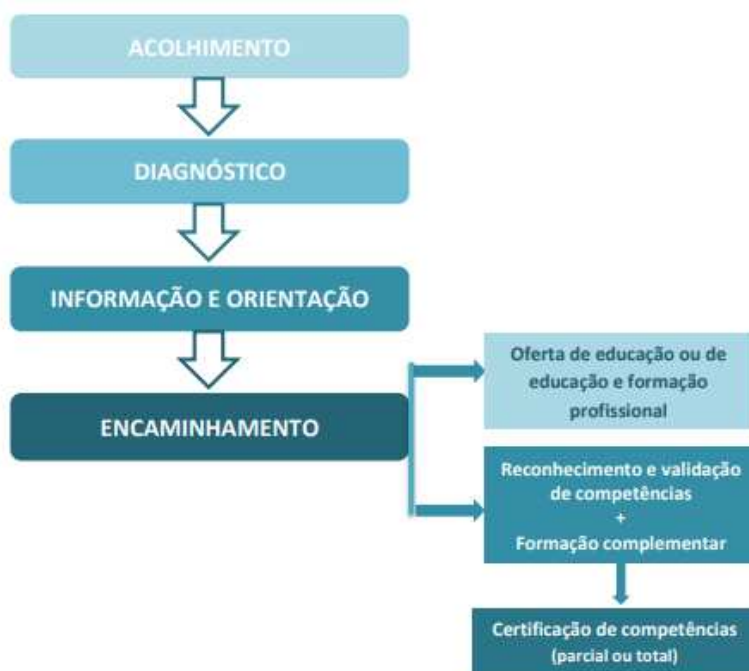 ACOLHIMENTO
DIAGNÓSTICO
INFORMAÇÃO E ORIENTAÇÃO
ENCAMINHAMENTO
Oferta de educação ou de
educação e formação
profissional
Reconhecimento e validação
de competências
+
Formação complementar
Certificação de competências
(parcial ou total)